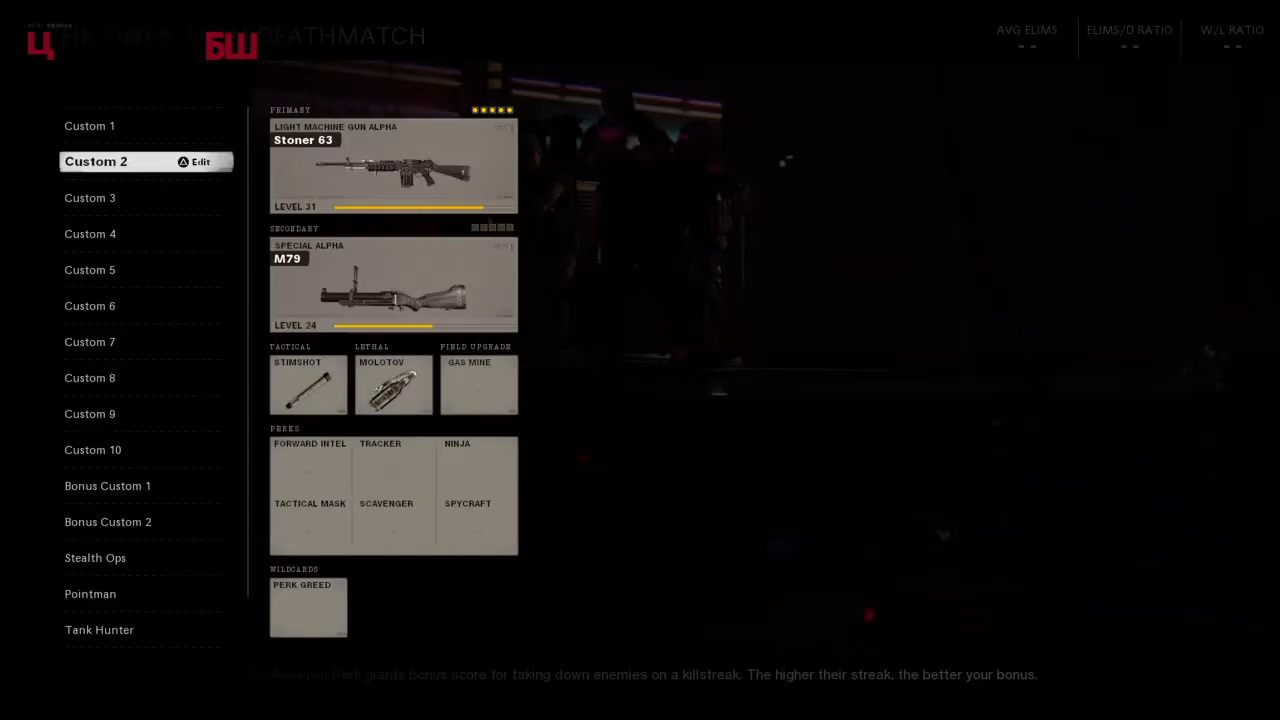 DEATHMATCH
Ц
БШ
AVG ELIMS
ELIMS/D RATIO
W/L RATIO
- -
- -
- -
Custom 1
Custom 2
Edit
Custom 3
Custom 4
Custom 5
Custom 6
Custom 7
Custom 8
Custom 9
Custom 10
Bonus Custom 1
Bonus Custom 2
Stealth Ops
Pointman
Tank Hunter
PRIMARY
LIGHT MACHINE GUN ALPHA
Stoner 63
LEVEL 31
SECONDARY
SPECIAL ALPHA
M79
LEVEL 24
TACTICAL
LETHAL
FIELD UPGRADE
STIMSHOT
MOLOTOV
GAS MINE
PERKS
FORWARD INTEL
TRACKER
NINJA
TACTICAL MASK
SCAVENGER
SPYCRAFT
WILDCARDS
PERK GREED
Perk grants bonus score for taking down enemies on a killstreak. The higher their streak, the better your bonus.